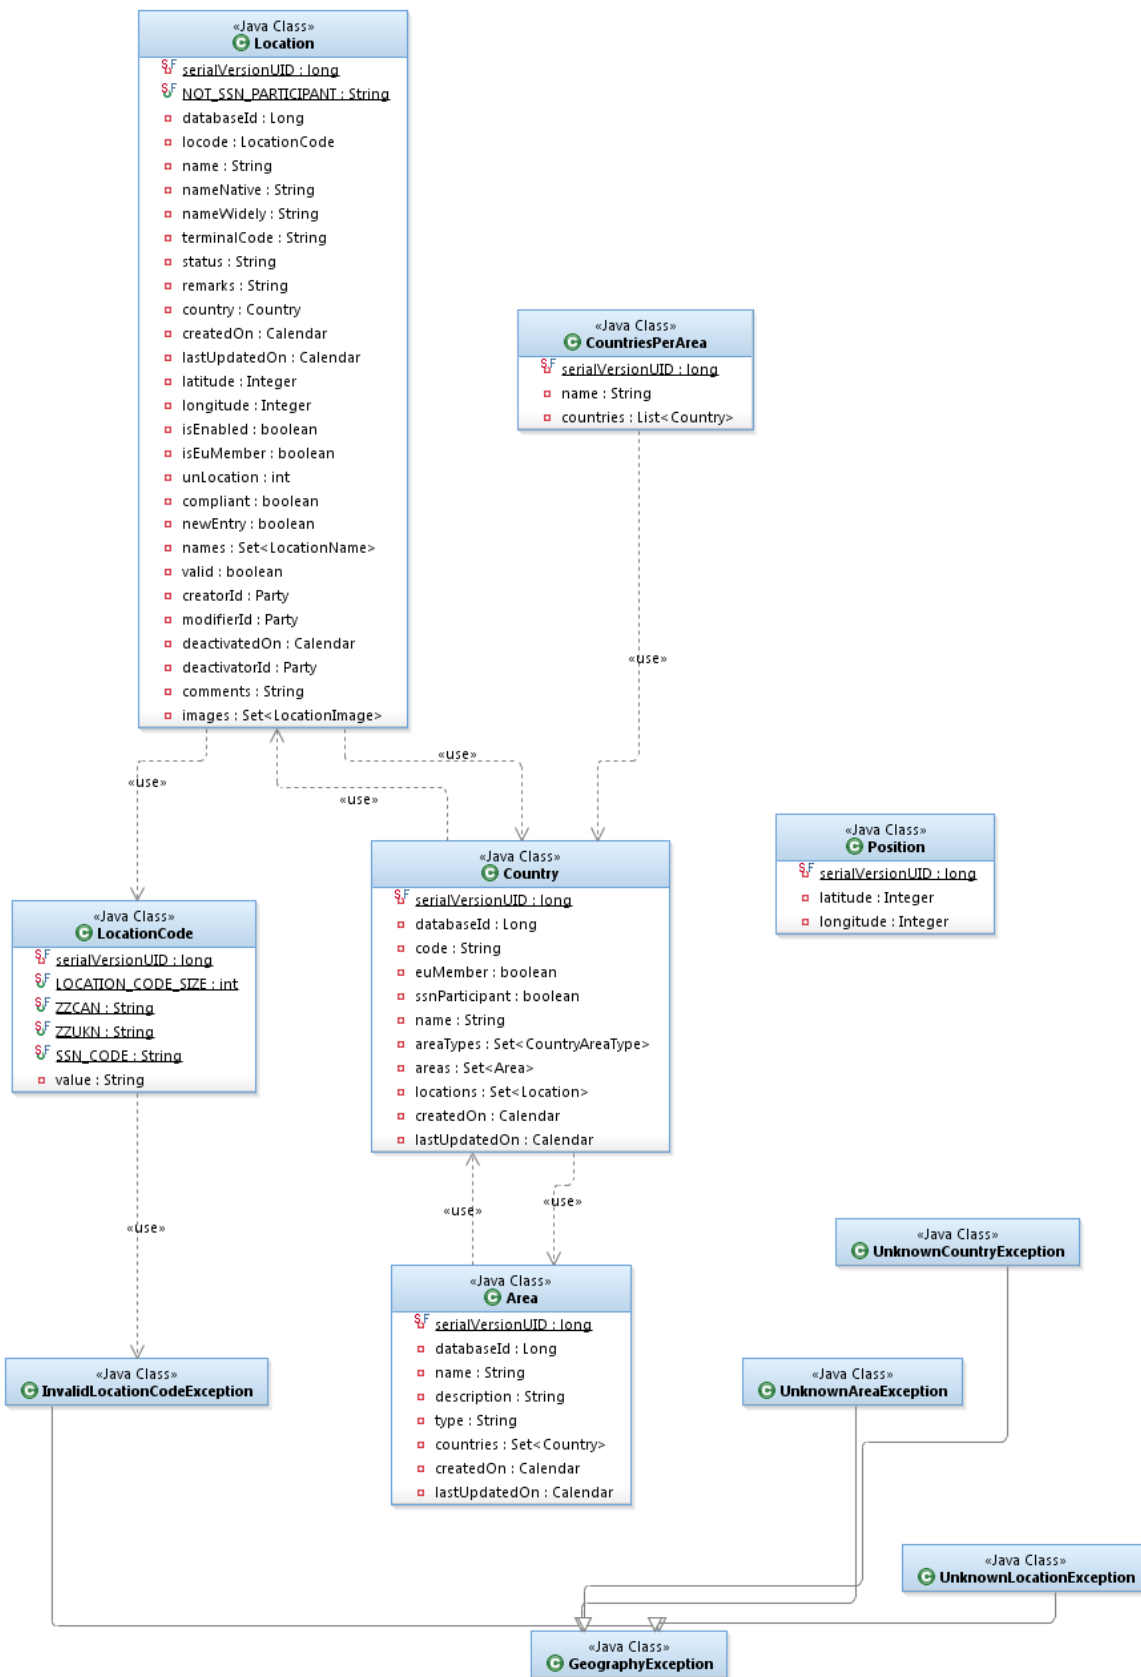 «Java Class»
Location
serialVersionUID : long
NOT_SSN_PARTICIPANT : String
databaseId : Long
locode : LocationCode
name : String
nameNative : String
nameWidely : String
terminalCode : String
status : String
remarks : String
country : Country
createdOn : Calendar
lastUpdatedOn : Calendar
latitude : Integer
longitude : Integer
isEnabled : boolean
isEuMember : boolean
unLocation : int
compliant : boolean
newEntry : boolean
names : Set<LocationName>
valid : boolean
creatorId : Party
modifierId : Party
deactivatedOn : Calendar
deactivatorId : Party
comments : String
images : Set<LocationImage>
«Java Class»
CountriesPerArea
serialVersionUID : long
name : String
countries : List<Country>
«use»
«use»
«use»
«use»
«Java Class»
Position
serialVersionUID : long
latitude : Integer
longitude : Integer
«Java Class»
Country
serialVersionUID : long
databaseId : Long
code : String
euMember : boolean
ssnParticipant : boolean
name : String
areaTypes : Set<CountryAreaType>
areas : Set<Area>
locations : Set<Location>
createdOn : Calendar
lastUpdatedOn : Calendar
«Java Class»
LocationCode
serialVersionUID : long
LOCATION_CODE_SIZE : int
ZZCAN : String
ZZUKN : String
SSN_CODE : String
value : String
«use»
«use»
«use»
«Java Class»
UnknownCountryException
«Java Class»
Area
serialVersionUID : long
databaseId : Long
name : String
description : String
type : String
countries : Set<Country>
createdOn : Calendar
lastUpdatedOn : Calendar
«Java Class»
InvalidLocationCodeException
«Java Class»
UnknownAreaException
«Java Class»
UnknownLocationException
«Java Class»
GeographyException